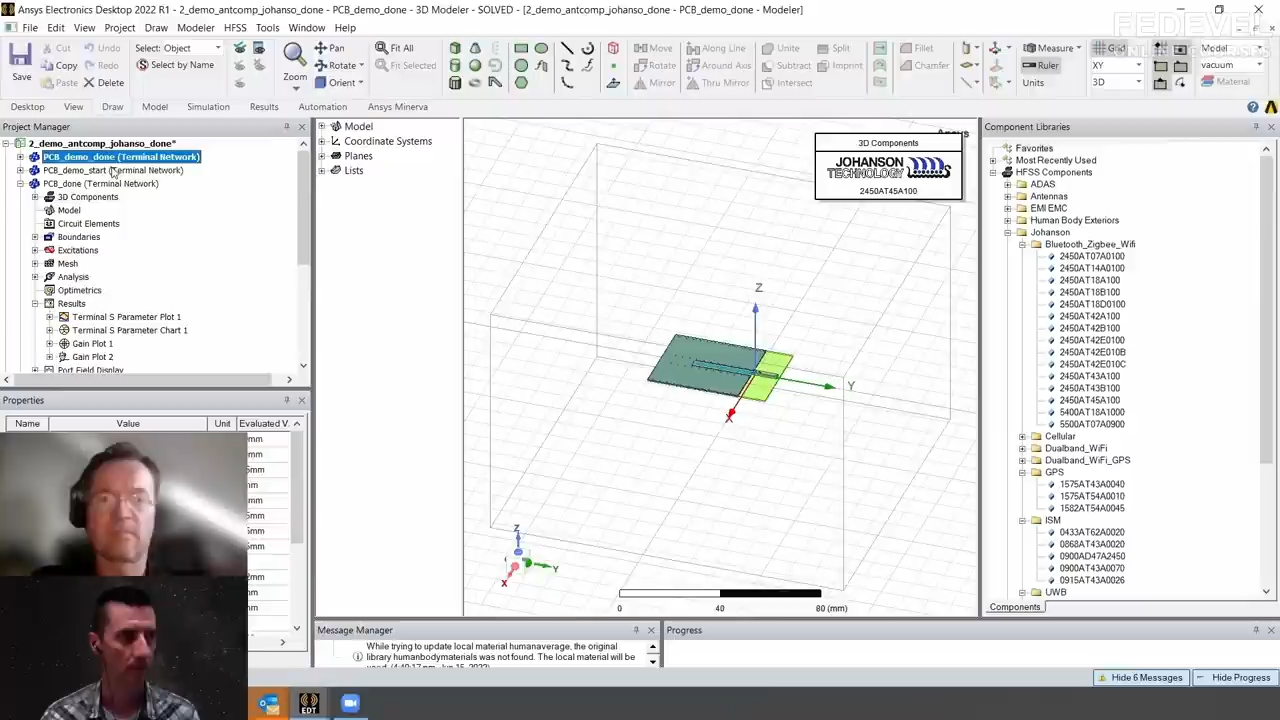 Ansys Electronics Desktop 2022 R1 - 2_demo_antcomp_johanso_done - PCB_demo_done - 3D Modeler - SOLVED - [2_demo_antcomp_johanso_done - PCB_demo_done - Modeler]
FEDEVEL
File Edit View Project Draw Modeler HFSS Tools Window Help
Save
Cut
Copy
Paste
Undo
Redo
Delete
Select: Object
Select by Name
Zoom
Pan
Rotate
Orient
Fit All
Fit Selected
Move
Rotate
Mirror
Along Line
Around Axis
Thru Mirror
Unite
Subtract
Intersect
Split
Imprint
Fillet
Chamfer
Measure
Ruler
Units
Grid
XY
3D
Model
vacuum
Material
Desktop View Draw Model Simulation Results Automation Ansys Minerva
Project Manager
2_demo_antcomp_johanso_done*
PCB_demo_done (Terminal Network)
PCB_demo_start (Terminal Network)
PCB_done (Terminal Network)
3D Components
Model
Circuit Elements
Boundaries
Excitations
Mesh
Analysis
Optimetrics
Results
Terminal S Parameter Plot 1
Terminal S Parameter Chart 1
Gain Plot 1
Gain Plot 2
Port Field Display
Properties
Name Value Unit Evaluated V.
Model
Coordinate Systems
Planes
Lists
Ansys
3D Components
JOHANSON
TECHNOLOGY
2450AT45A100
Z
Y
X
Z
Y
X
0 40 80 (mm)
Component Libraries
Favorites
Most Recently Used
HFSS Components
ADAS
Antennas
EMI EMC
Human Body Exteriors
Johanson
Bluetooth_Zigbee_Wifi
2450AT07A0100
2450AT14A0100
2450AT18A100
2450AT18B100
2450AT18D0100
2450AT42A100
2450AT42B100
2450AT42E0100
2450AT42E010B
2450AT42E010C
2450AT43A100
2450AT43B100
2450AT45A100
5400AT18A1000
5500AT07A0900
Cellular
Dualband_WiFi
Dualband_WiFi_GPS
GPS
1575AT43A0040
1575AT54A0010
1582AT54A0045
ISM
0433AT62A0020
0868AT43A0020
0900AD47A2450
0900AT43A0070
0915AT43A0026
UWB
Components
Message Manager
While trying to update local material humanaverage, the original
library humanbodymaterials was not found. The local material will be
Progress
Hide 6 Messages
Hide Progress
EDT